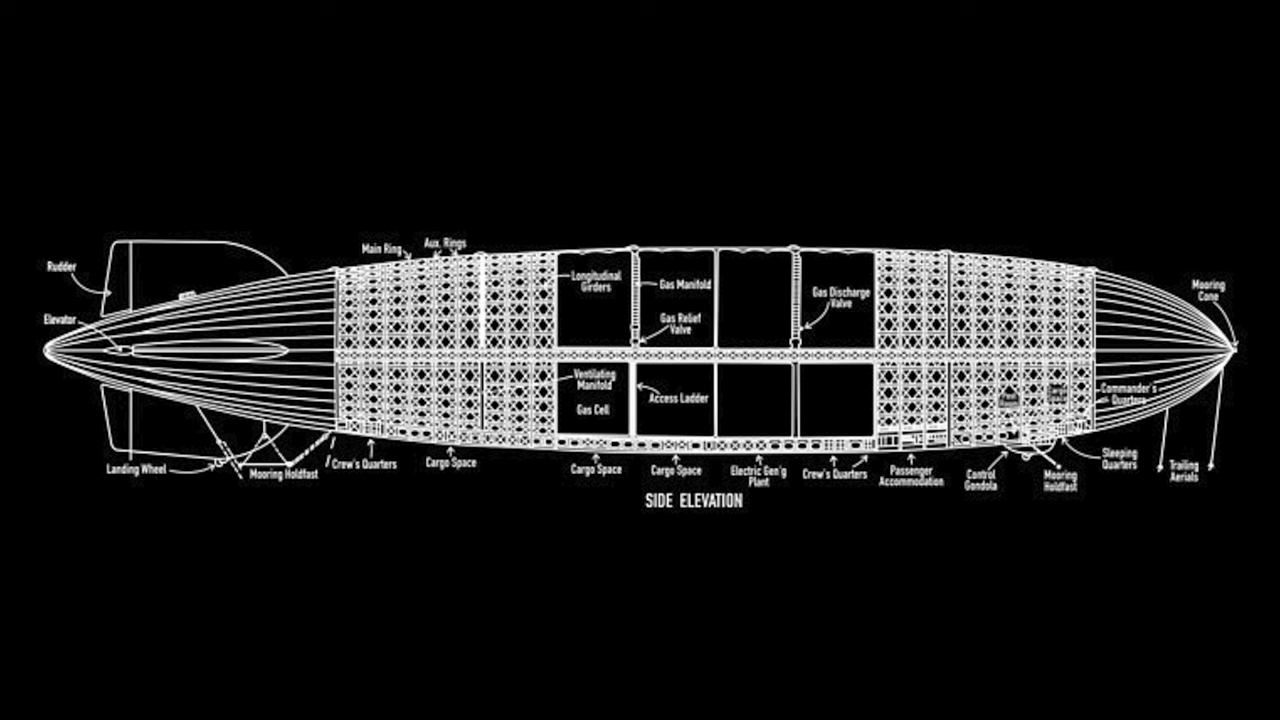 Main Ring
Aux. Rings
Rudder
Longitudinal
Girders
Gas Manifold
Gas Discharge
Valve
Mooring
Cone
Elevator
Gas Relief
Valve
Ventilating
Manifold
Gas Cell
Access Ladder
Commander's
Quarters
Landing Wheel
Mooring Holdfast
Crew's Quarters
Cargo Space
Cargo Space
Cargo Space
Electric Gen'g
Plant
Crew's Quarters
Passenger
Accommodation
Control
Gondola
Mooring
Holdfast
Sleeping
Quarters
Trailing
Aerials
SIDE ELEVATION